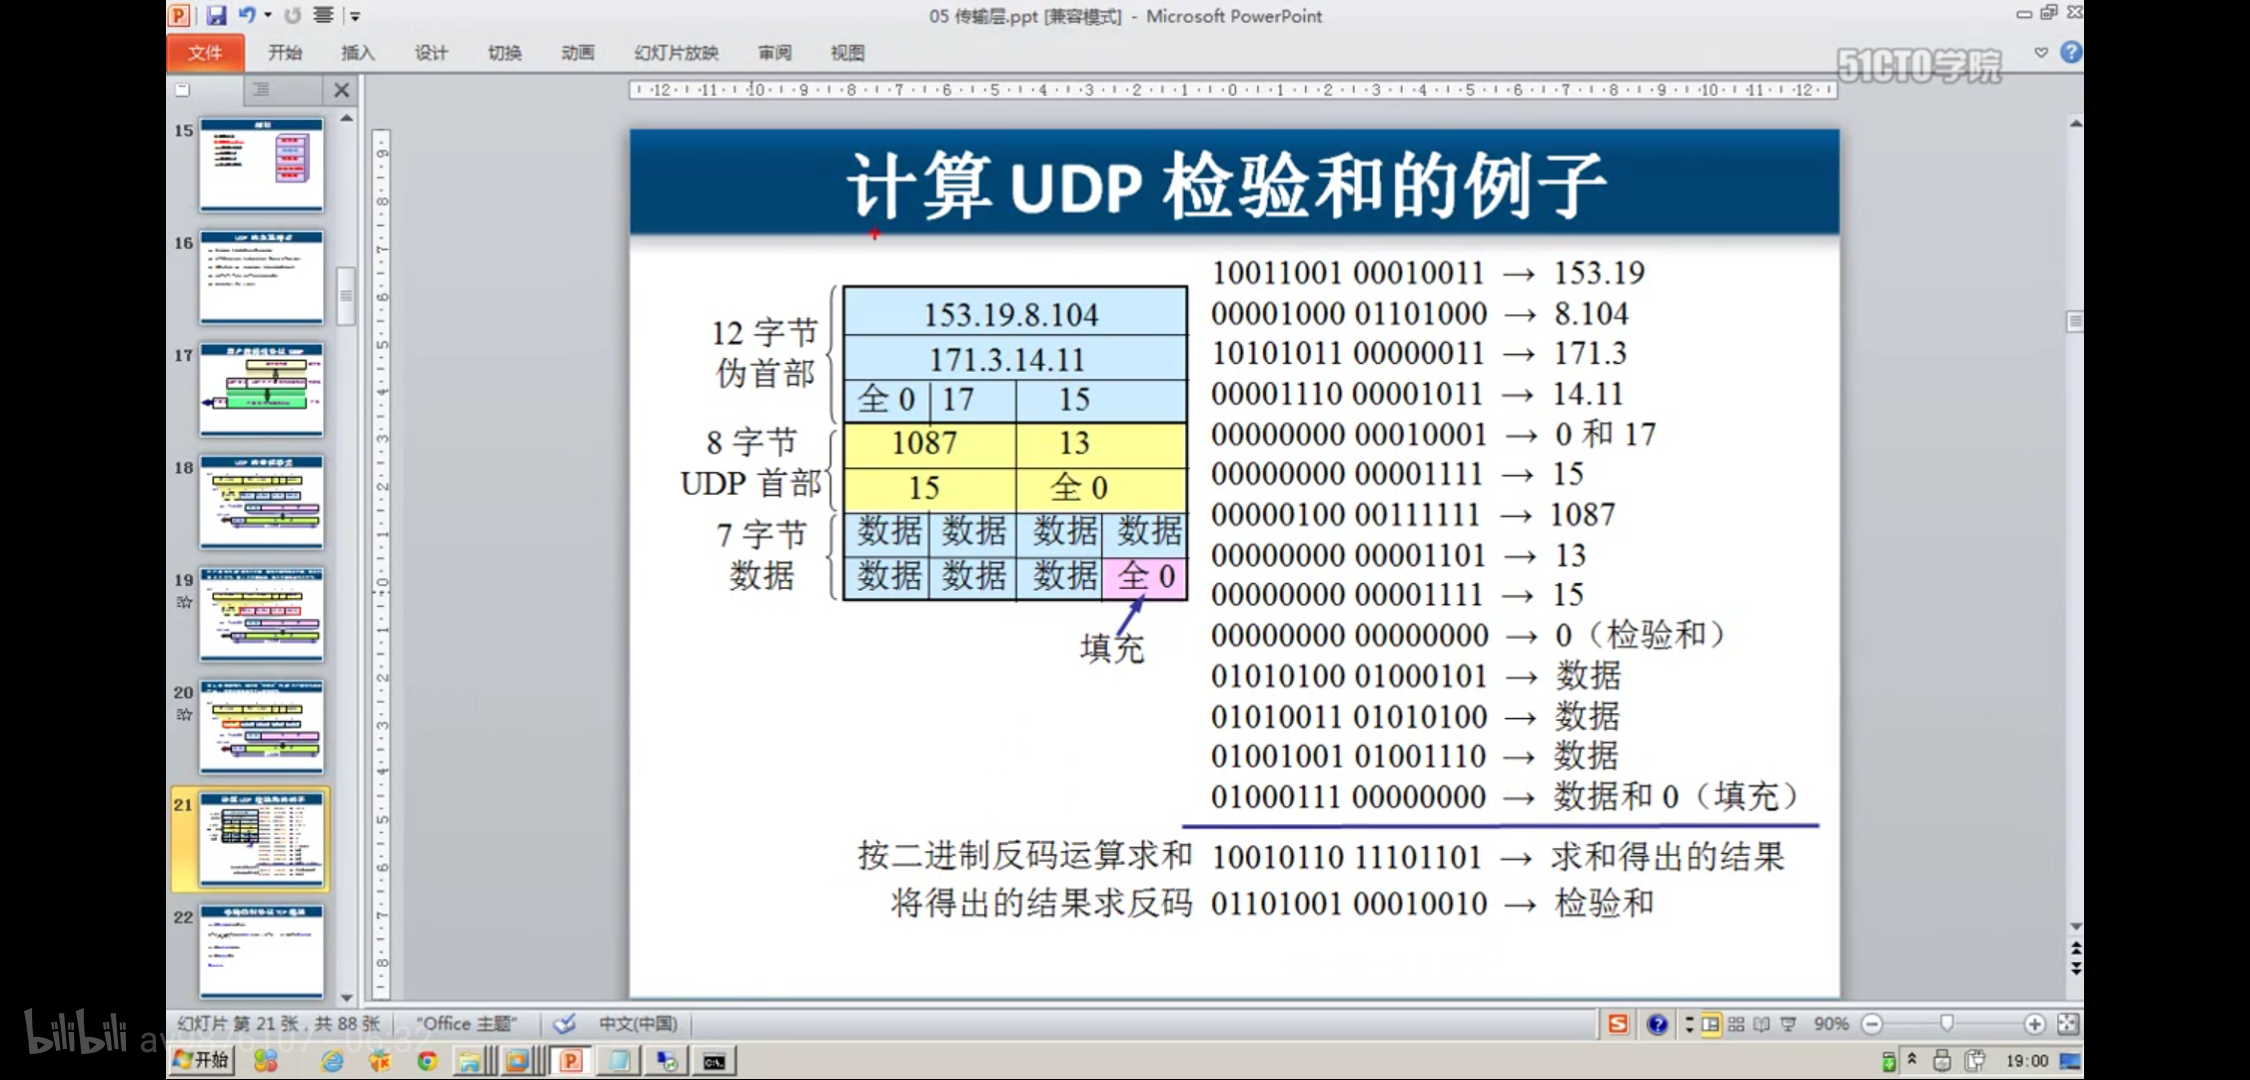 05 传输层.ppt [兼容模式] - Microsoft PowerPoint
文件 开始 插入 设计 切换 动画 幻灯片放映 审阅 视图
51CTO学院
15
16
17
18
19
20
21
22
计算 UDP 检验和的例子
12 字节
伪首部
153.19.8.104
171.3.14.11
全 0 17 15
8 字节
UDP 首部
1087 13
15 全 0
7 字节
数据
数据 数据 数据 数据
数据 数据 数据 全 0
填充
10011001 00010011 → 153.19
00001000 01101000 → 8.104
10101011 00000011 → 171.3
00001110 00001011 → 14.11
00000000 00010001 → 0 和 17
00000000 00001111 → 15
00000100 00111111 → 1087
00000000 00001101 → 13
00000000 00001111 → 15
00000000 00000000 → 0（检验和）
01010100 01000101 → 数据
01010011 01010100 → 数据
01001001 01001110 → 数据
01000111 00000000 → 数据和 0（填充）
按二进制反码运算求和 10010110 11101101 → 求和得出的结果
将得出的结果求反码 01101001 00010010 → 检验和
幻灯片 第 21 张，共 88 张 "Office 主题" 中文(中国) 90%
bilibili
开始 19:00